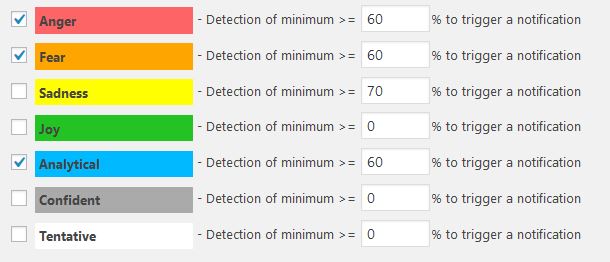 Anger - Detection of minimum >= 60 % to trigger a notification
Fear - Detection of minimum >= 60 % to trigger a notification
Sadness - Detection of minimum >= 70 % to trigger a notification
Joy - Detection of minimum >= 0 % to trigger a notification
Analytical - Detection of minimum >= 60 % to trigger a notification
Confident - Detection of minimum >= 0 % to trigger a notification
Tentative - Detection of minimum >= 0 % to trigger a notification